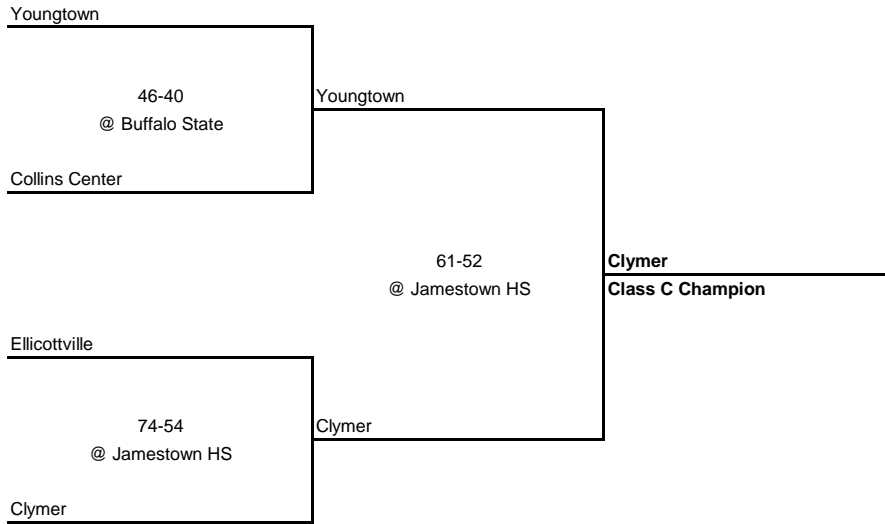 Youngtown
46-40
@ Buffalo State
Youngtown
Collins Center
61-52
@ Jamestown HS
Clymer
Class C Champion
Ellicottville
74-54
@ Jamestown HS
Clymer
Clymer